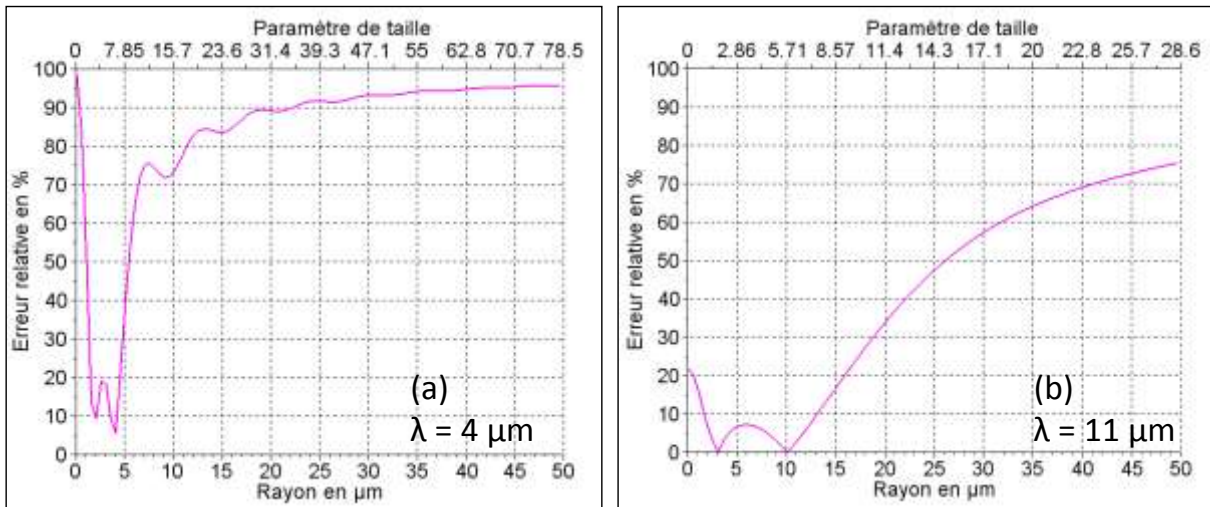 Paramètre de taille
0 7.85 15.7 23.6 31.4 39.3 47.1 55 62.8 70.7 78.5
100
90
80
70
60
50
40
30
20
10
0
Erreur relative en %
(a)
λ = 4 µm
0 5 10 15 20 25 30 35 40 45 50
Rayon en µm
Paramètre de taille
0 2.86 5.71 8.57 11.4 14.3 17.1 20 22.8 25.7 28.6
100
90
80
70
60
50
40
30
20
10
0
Erreur relative en %
(b)
λ = 11 µm
0 5 10 15 20 25 30 35 40 45 50
Rayon en µm